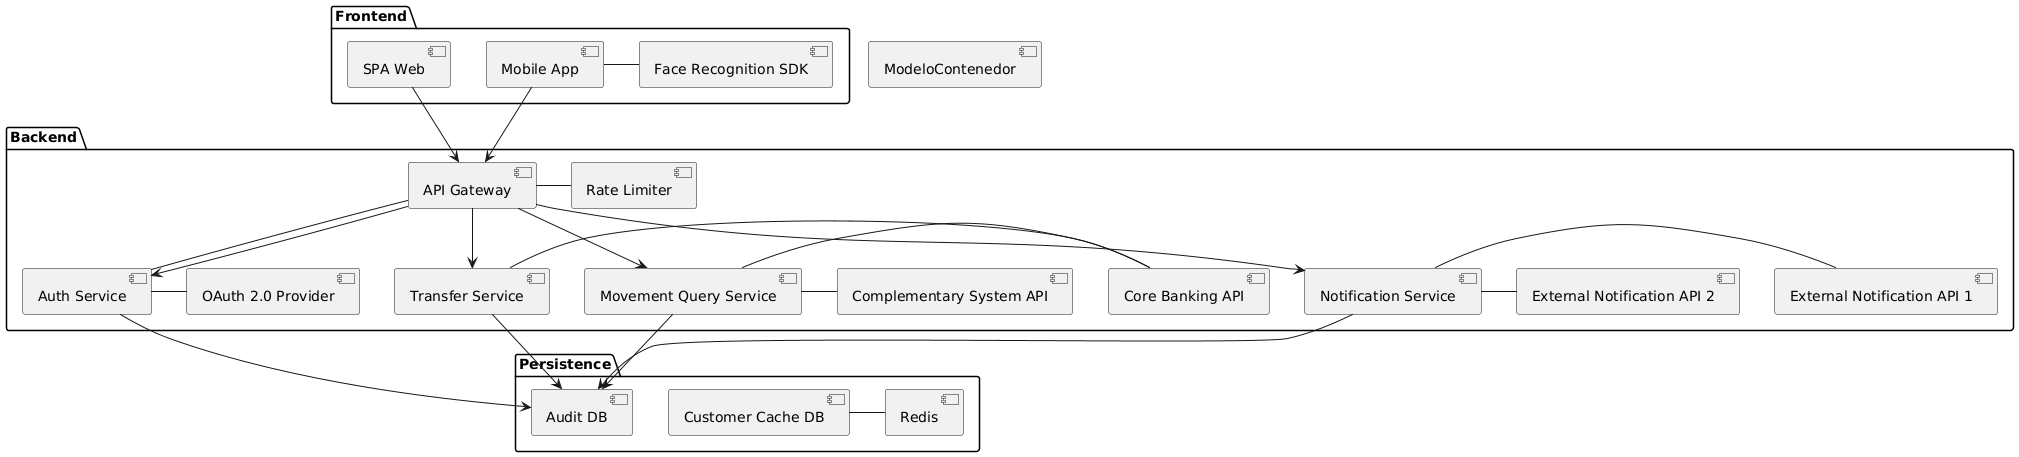 Frontend
SPA Web
Mobile App
Face Recognition SDK
ModeloContenedor
Backend
API Gateway
Rate Limiter
Auth Service
OAuth 2.0 Provider
Transfer Service
Movement Query Service
Complementary System API
Core Banking API
Notification Service
External Notification API 2
External Notification API 1
Persistence
Audit DB
Customer Cache DB
Redis